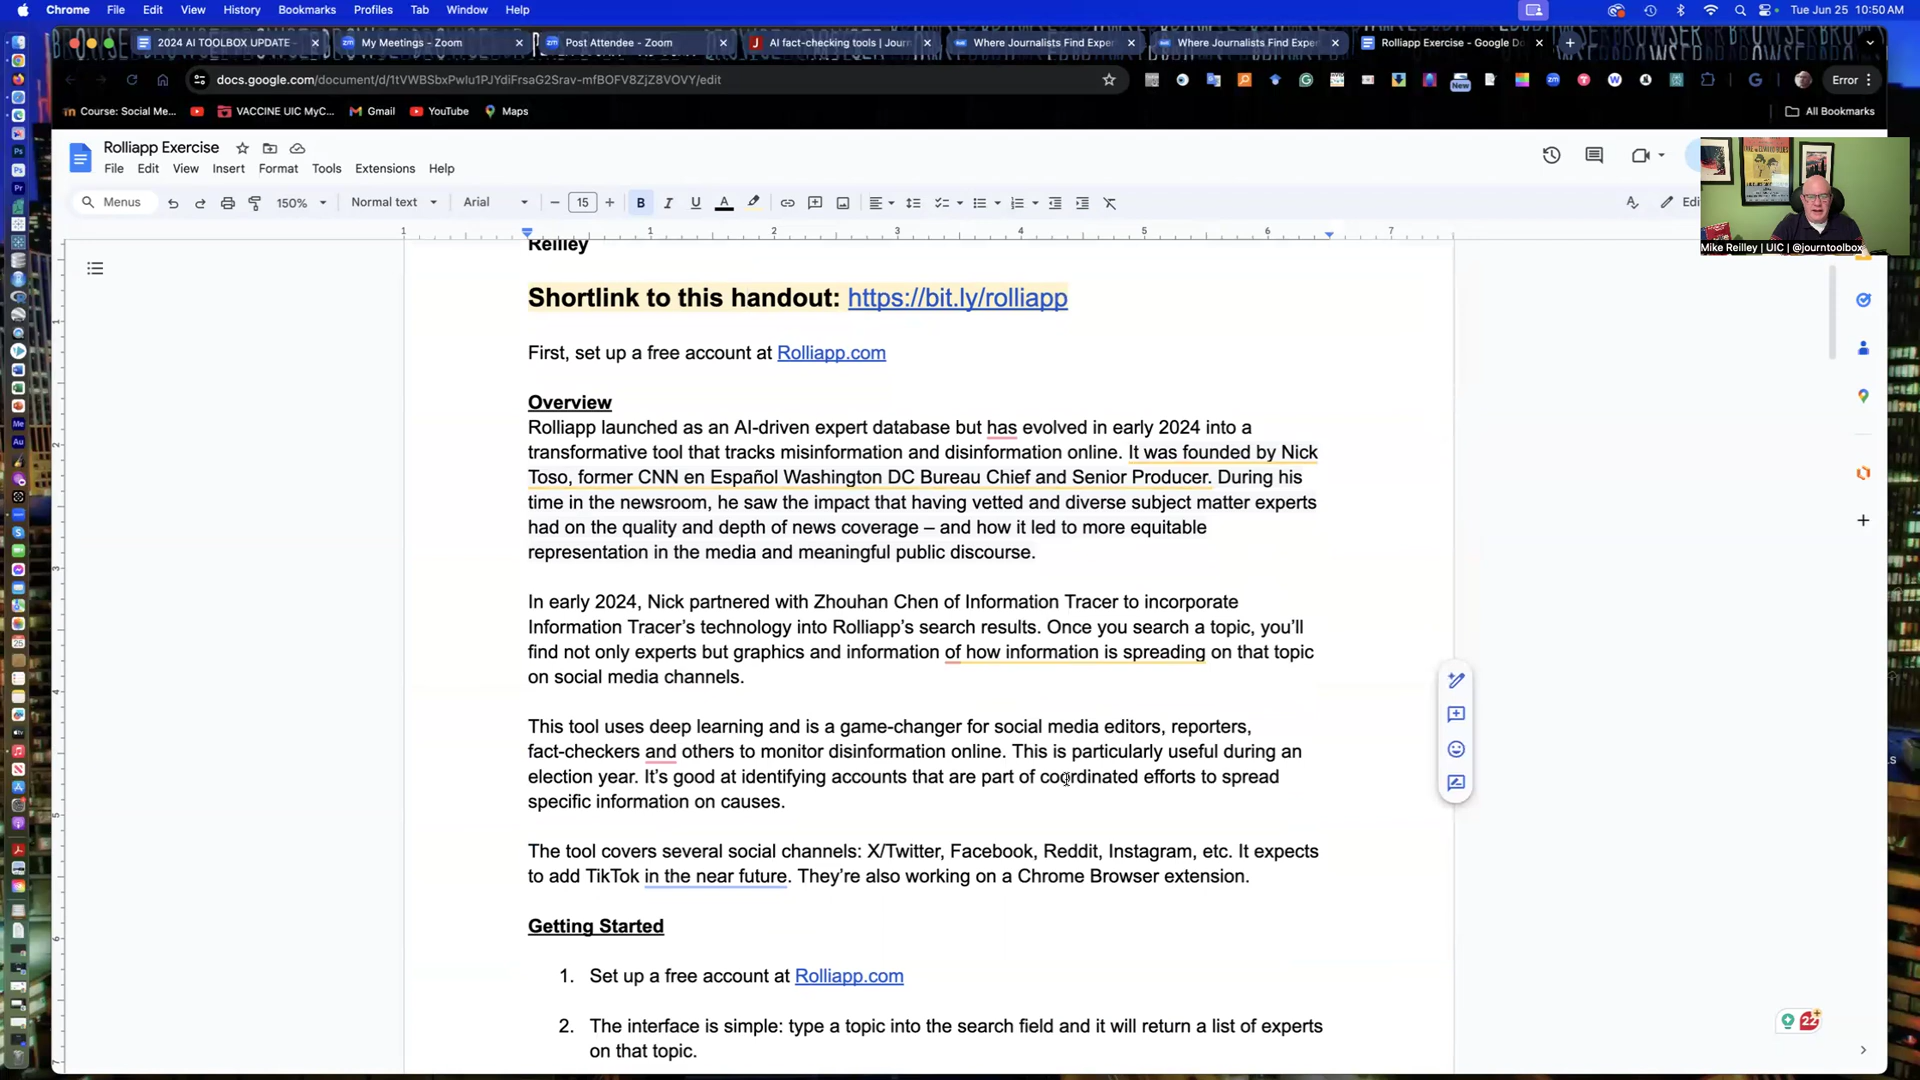 Chrome File Edit View History Bookmarks Profiles Tab Window Help Tue Jun 25 10:50 AM
2024 AI TOOLBOX UPDATE - My Meetings - Zoom Post Attendee - Zoom AI fact-checking tools | Journ Where Journalists Find Exper Where Journalists Find Exper Rolliapp Exercise - Google Do
docs.google.com/document/d/1tVWBSbxPwIu1PJYdiFrsaG2Srav-mfBOFV8ZjZ8VOVY/edit New Error
Course: Social Me... VACCINE UIC MyC... Gmail YouTube Maps All Bookmarks
Rolliapp Exercise
File Edit View Insert Format Tools Extensions Help
Menus 150% Normal text Arial 15 B I U A Edi
Mike Reilley | UIC | @journtoolbox
1 1 2 3 4 5 6 7
Reilley
Shortlink to this handout: https://bit.ly/rolliapp
First, set up a free account at Rolliapp.com
Overview
Rolliapp launched as an AI-driven expert database but has evolved in early 2024 into a
transformative tool that tracks misinformation and disinformation online. It was founded by Nick
Toso, former CNN en Español Washington DC Bureau Chief and Senior Producer. During his
time in the newsroom, he saw the impact that having vetted and diverse subject matter experts
had on the quality and depth of news coverage – and how it led to more equitable
representation in the media and meaningful public discourse.
In early 2024, Nick partnered with Zhouhan Chen of Information Tracer to incorporate
Information Tracer’s technology into Rolliapp’s search results. Once you search a topic, you’ll
find not only experts but graphics and information of how information is spreading on that topic
on social media channels.
This tool uses deep learning and is a game-changer for social media editors, reporters,
fact-checkers and others to monitor disinformation online. This is particularly useful during an
election year. It’s good at identifying accounts that are part of coordinated efforts to spread
specific information on causes.
The tool covers several social channels: X/Twitter, Facebook, Reddit, Instagram, etc. It expects
to add TikTok in the near future. They’re also working on a Chrome Browser extension.
Getting Started
1. Set up a free account at Rolliapp.com
2. The interface is simple: type a topic into the search field and it will return a list of experts
on that topic.
22